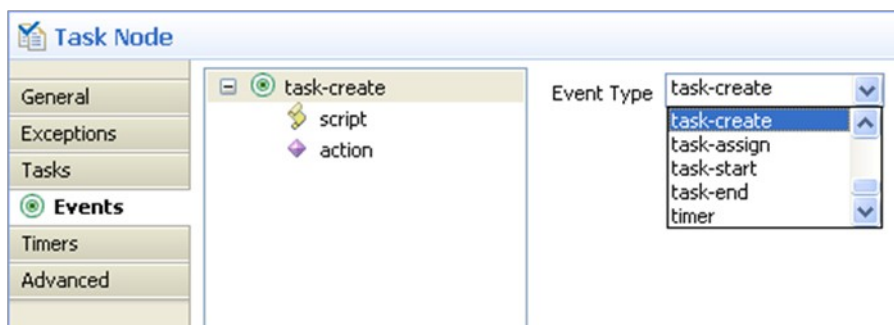 Task Node
General
Exceptions
Tasks
Events
Timers
Advanced
task-create
script
action
Event Type task-create
task-create
task-assign
task-start
task-end
timer